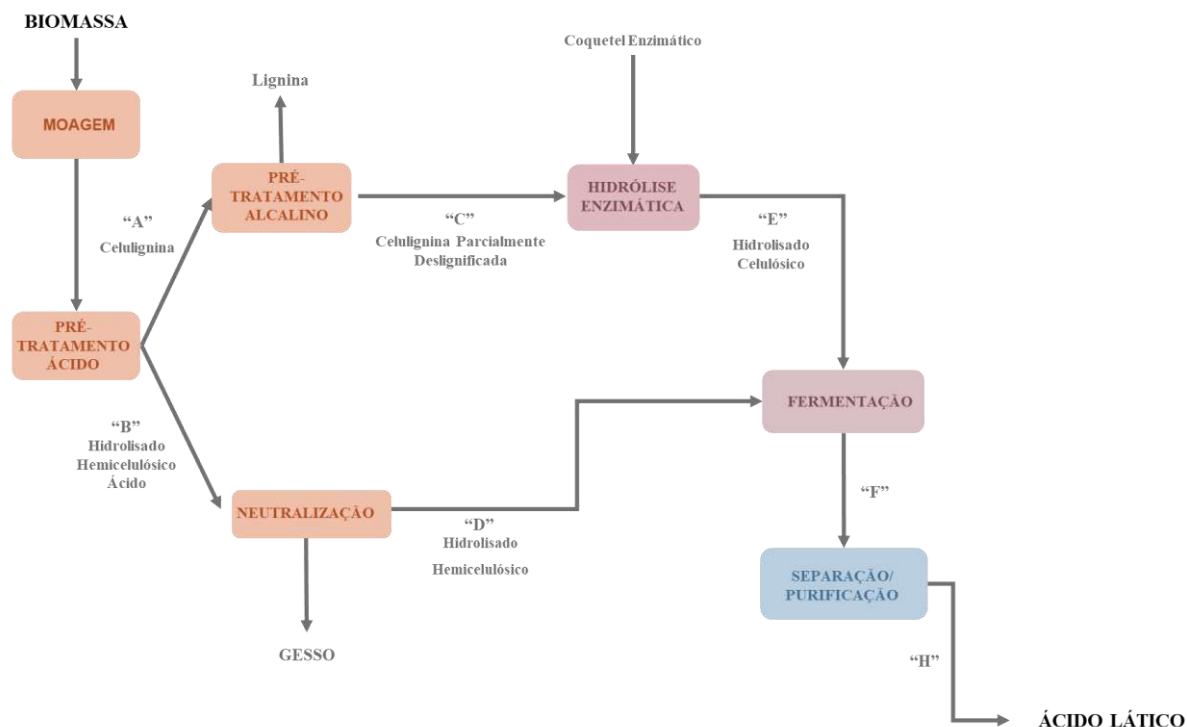 BIOMASSA
Coquetel Enzimático
Lignina
MOAGEM
PRÉ-
TRATAMENTO
ALCALINO
HIDRÓLISE
ENZIMÁTICA
“A”
Celulignina
“C”
Celulignina Parcialmente
Deslignificada
“E”
Hidrolisado
Celulósico
PRÉ-
TRATAMENTO
ÁCIDO
FERMENTAÇÃO
“B”
Hidrolisado
Hemicelulósico
Ácido
NEUTRALIZAÇÃO
“D”
Hidrolisado
Hemicelulósico
“F”
SEPARAÇÃO/
PURIFICAÇÃO
GESSO
“H”
ÁCIDO LÁTICO